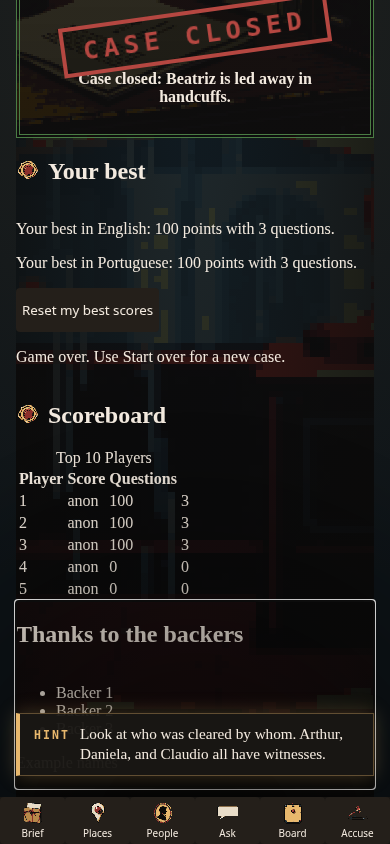 CASE CLOSED
Case closed: Beatriz is led away in
handcuffs.
Your best
Your best in English: 100 points with 3 questions.
Your best in Portuguese: 100 points with 3 questions.
Reset my best scores
Game over. Use Start over for a new case.
Scoreboard
Top 10 Players
Player Score Questions
1 anon 100 3
2 anon 100 3
3 anon 100 3
4 anon 0 0
5 anon 0 0
Thanks to the backers
Backer 1
Backer 2
HINT Look at who was cleared by whom. Arthur,
Daniela, and Claudio all have witnesses.
Example names
Brief Places People Ask Board Accuse